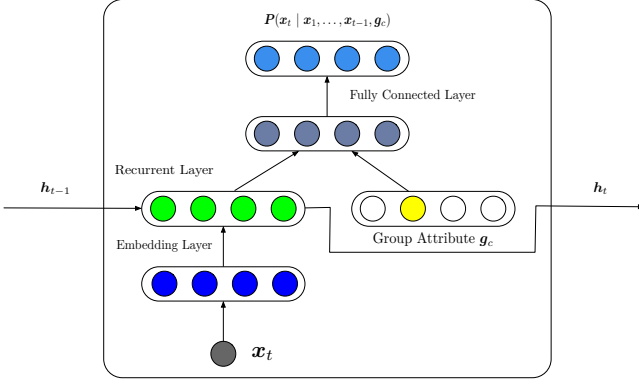 P(x_t | x_1, ..., x_{t-1}, g_c)
Fully Connected Layer
Recurrent Layer
h_{t-1}
h_t
Group Attribute g_c
Embedding Layer
x_t